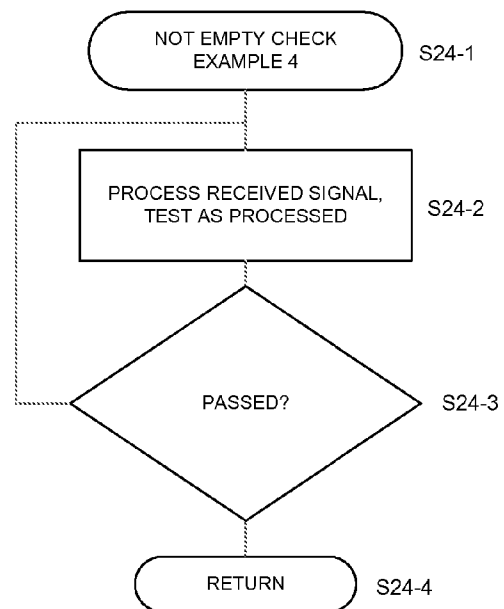 NOT EMPTY CHECK
EXAMPLE 4
S24-1
PROCESS RECEIVED SIGNAL,
TEST AS PROCESSED
S24-2
PASSED?
S24-3
RETURN
S24-4